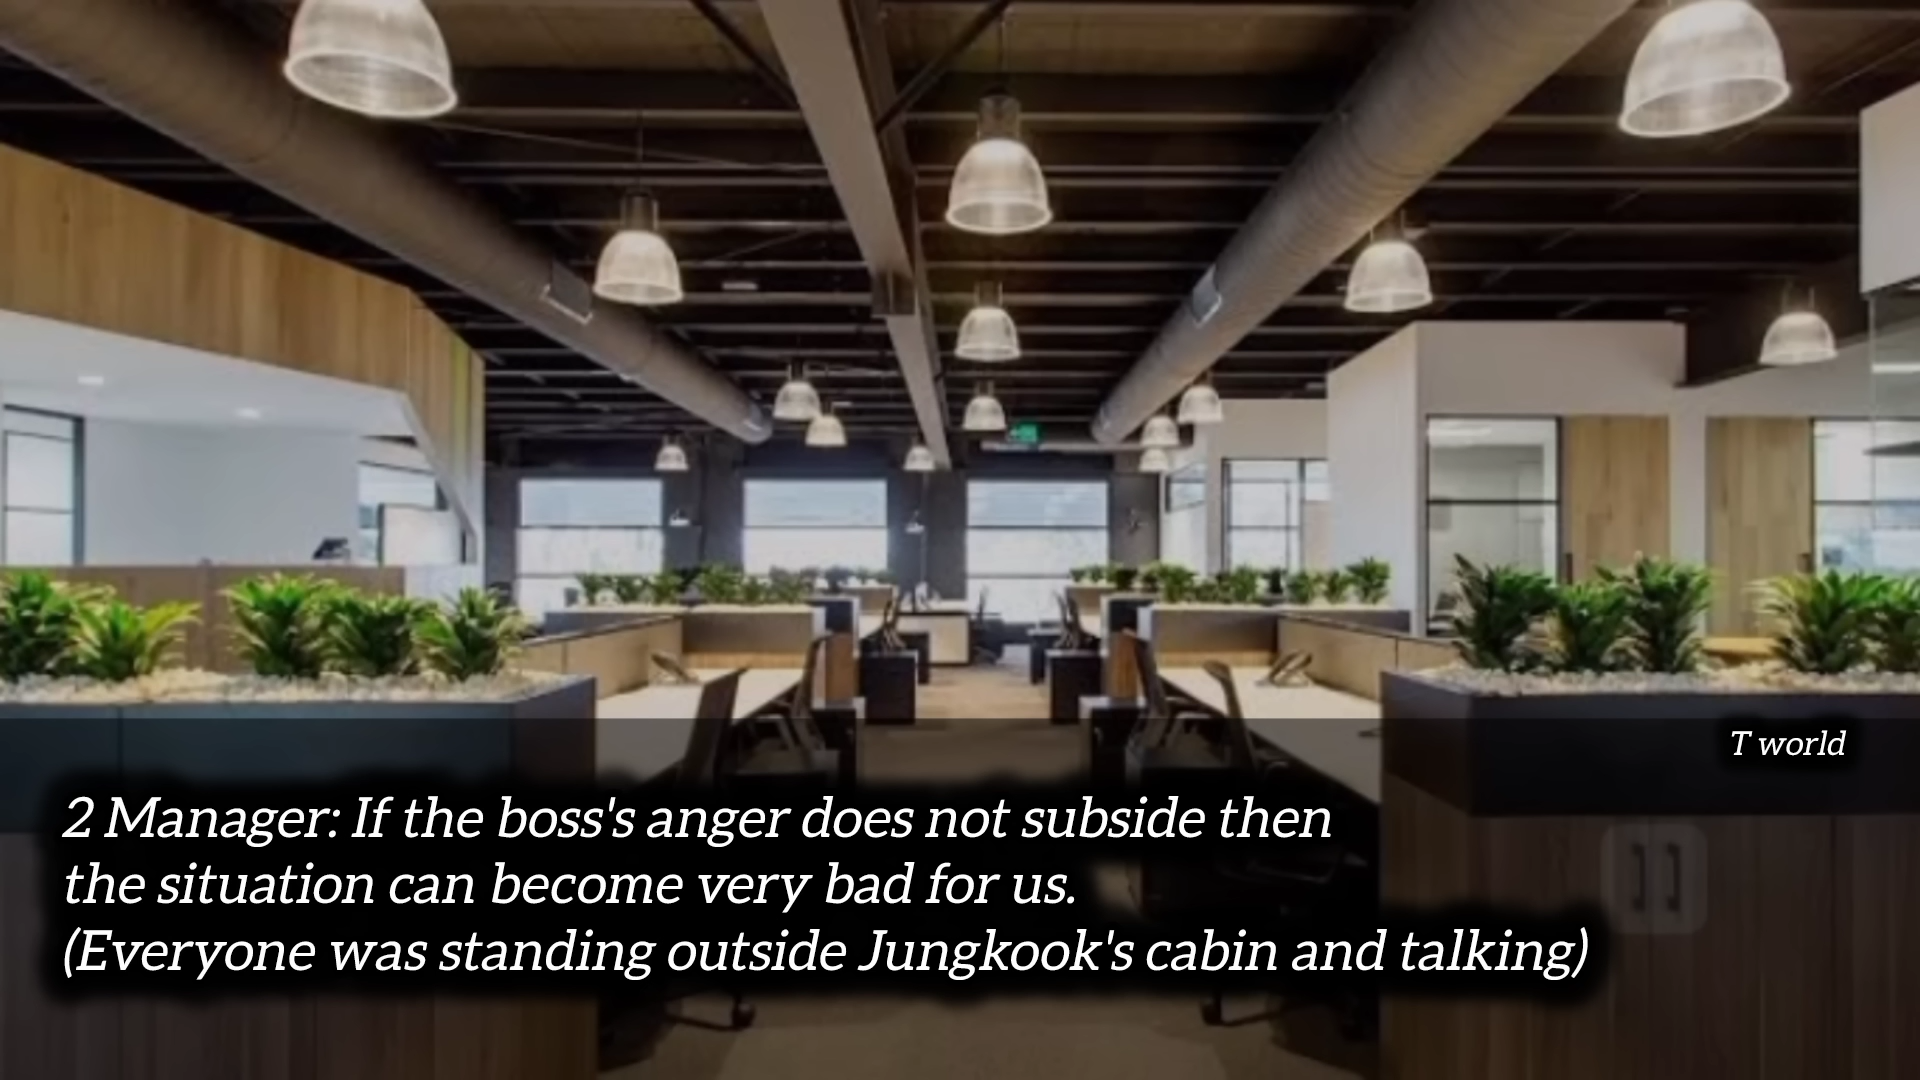 T world
2 Manager: If the boss's anger does not subside then
the situation can become very bad for us.
(Everyone was standing outside Jungkook's cabin and talking)